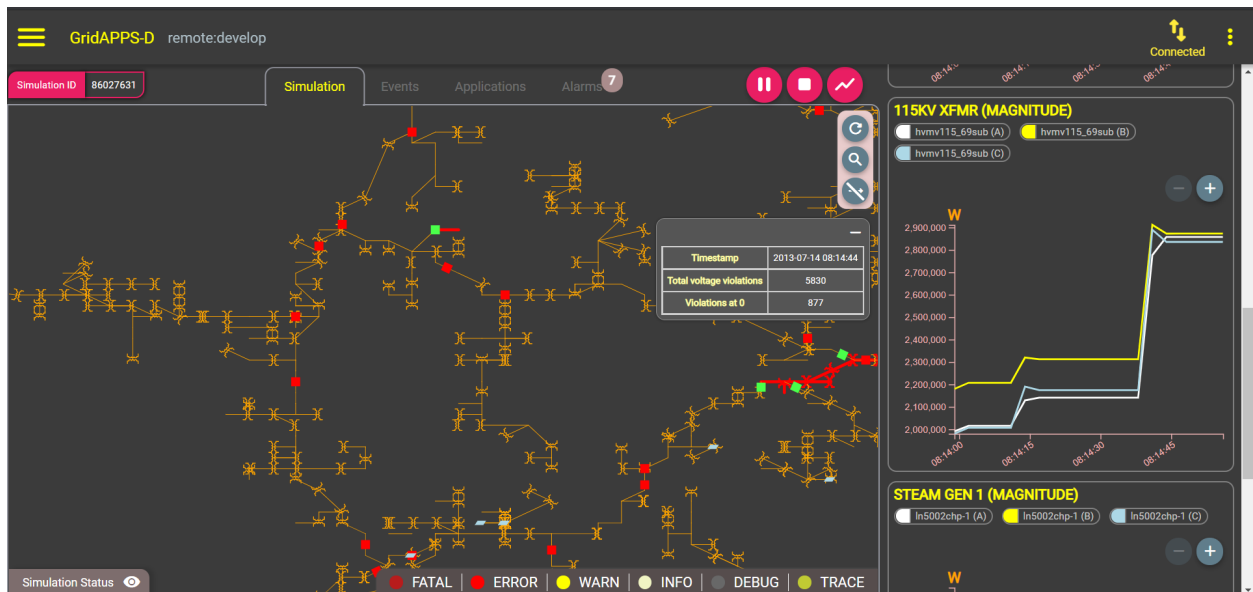 GridAPPS-D remote:develop
Connected
Simulation ID 86027631
Simulation Events Applications Alarms 7
Timestamp 2013-07-14 08:14:44
Total voltage violations 5830
Violations at 0 877
Simulation Status
FATAL ERROR WARN INFO DEBUG TRACE
115KV XFMR (MAGNITUDE)
hvmv115_69sub (A) hvmv115_69sub (B)
hvmv115_69sub (C)
W
2,900,000
2,800,000
2,700,000
2,600,000
2,500,000
2,400,000
2,300,000
2,200,000
2,100,000
2,000,000
08:14:00 08:14:15 08:14:30 08:14:45
STEAM GEN 1 (MAGNITUDE)
ln5002chp-1 (A) ln5002chp-1 (B) ln5002chp-1 (C)
W